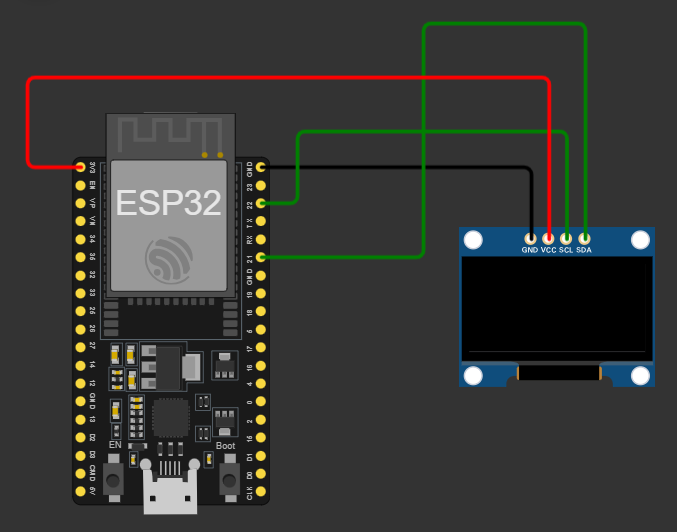 ESP32
3V3
EN
VP
VN
34
35
32
33
25
26
27
14
12
GND
13
D2
D3
CMD
5V
GND
23
22
TX
RX
21
GND
19
18
5
17
16
4
0
2
15
D1
D0
CLK
EN
Boot
GND VCC SCL SDA